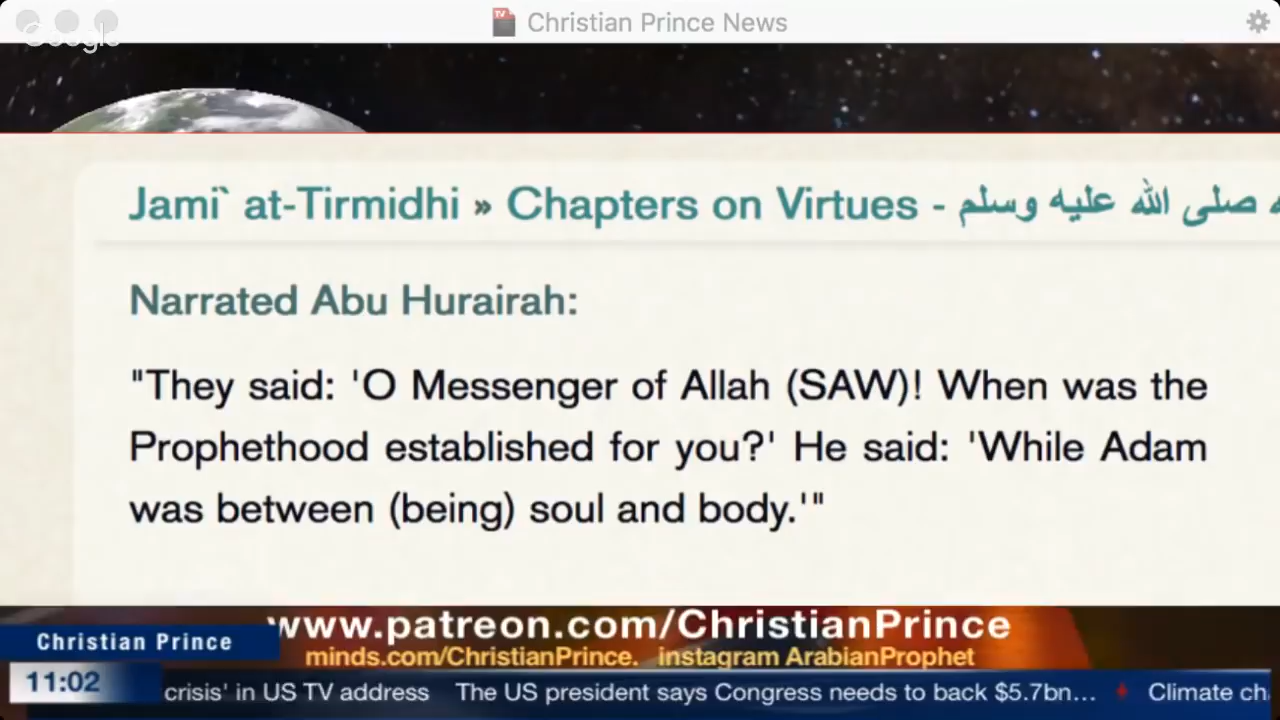 Christian Prince News
Google
Jami` at-Tirmidhi » Chapters on Virtues - صلى الله عليه وسلم
Narrated Abu Hurairah:
"They said: 'O Messenger of Allah (SAW)! When was the
Prophethood established for you?' He said: 'While Adam
was between (being) soul and body.'"
www.patreon.com/ChristianPrince
Christian Prince
minds.com/ChristianPrince. instagram ArabianProphet
11:02
crisis' in US TV address The US president says Congress needs to back $5.7bn... Climate